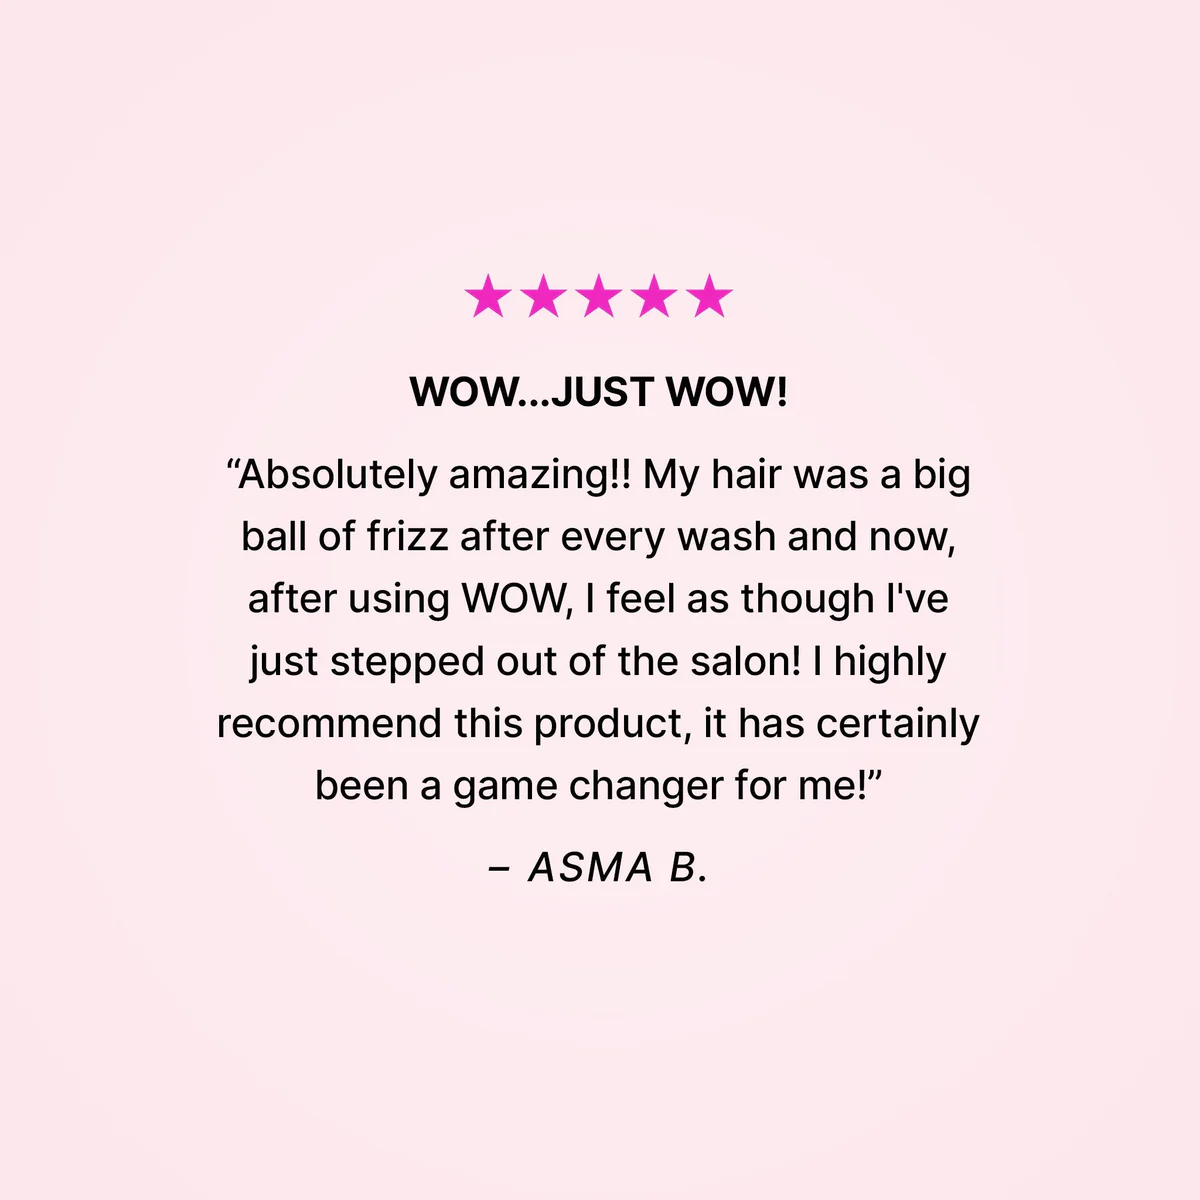 ★★★★★
WOW...JUST WOW!
“Absolutely amazing!! My hair was a big
ball of frizz after every wash and now,
after using WOW, I feel as though I've
just stepped out of the salon! I highly
recommend this product, it has certainly
been a game changer for me!”
– ASMA B.